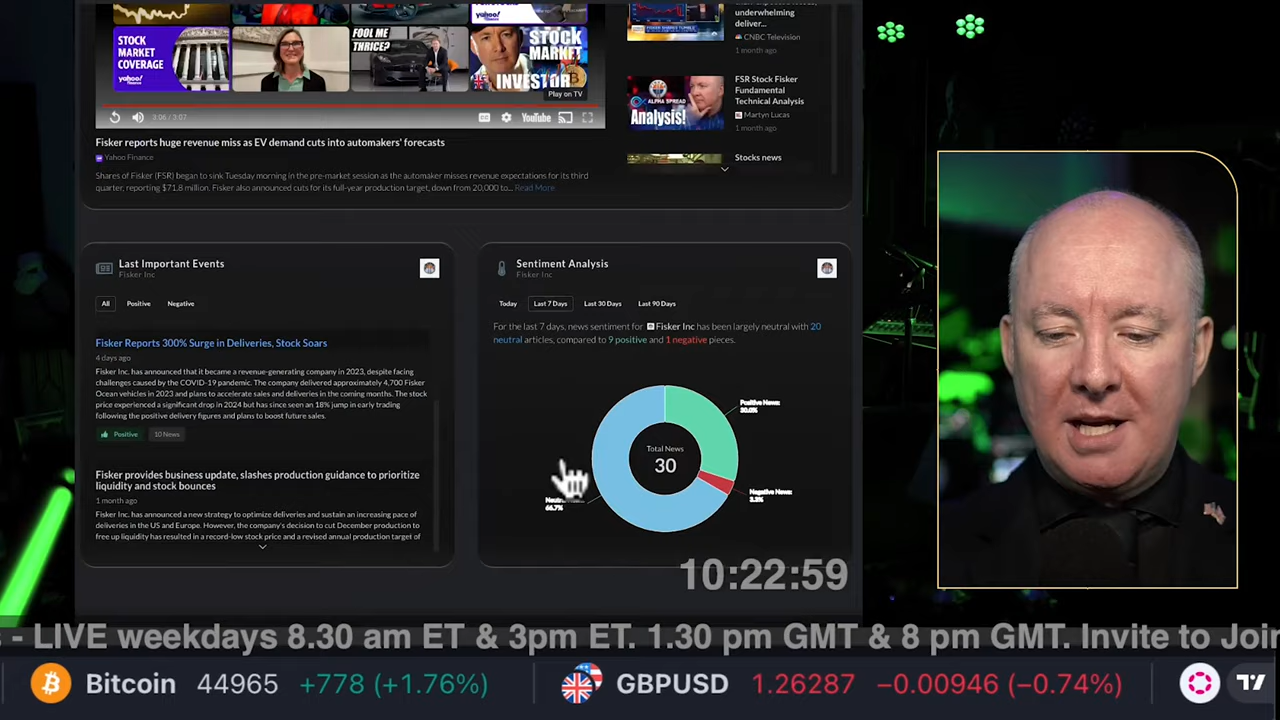 STOCK
MARKET
COVERAGE
yahoo!
finance
FOOL ME
THRICE?
STOCK
MARKET
INVESTOR
Play on TV
3:06 / 3:07
YouTube
Fisker reports huge revenue miss as EV demand cuts into automakers' forecasts
Yahoo Finance
Shares of Fisker (FSR) began to sink Tuesday morning in the pre-market session as the automaker misses revenue expectations for its third
quarter, reporting $71.8 million. Fisker also announced cuts for its full-year production target, down from 20,000 to... Read More
underwhelming
deliver...
CNBC Television
1 month ago
ALPHA SPREAD
Analysis!
FSR Stock Fisker
Fundamental
Technical Analysis
Martyn Lucas
1 month ago
Stocks news
Last Important Events
Fisker Inc
All Positive Negative
Fisker Reports 300% Surge in Deliveries, Stock Soars
4 days ago
Fisker, Inc. has announced that it became a revenue-generating company in 2023, despite facing
challenges caused by the COVID-19 pandemic. The company delivered approximately 4,700 Fisker
Ocean vehicles in 2023 and plans to accelerate sales and deliveries in the coming months. The stock
price experienced a significant drop in 2024 but has since seen an 18% jump in early trading
following the positive delivery figures and plans to boost future sales.
Positive 10 News
Fisker provides business update, slashes production guidance to prioritize
liquidity and stock bounces
1 month ago
Fisker Inc. has announced a new strategy to optimize deliveries and sustain an increasing pace of
deliveries in the US and Europe. However, the company's decision to cut December production to
free up liquidity has resulted in a record-low stock price and a revised annual production target of
Sentiment Analysis
Fisker Inc
Today Last 7 Days Last 30 Days Last 90 Days
For the last 7 days, news sentiment for Fisker Inc has been largely neutral with 20
neutral articles, compared to 9 positive and 1 negative pieces.
Positive News:
30.0%
Total News
30
Negative News:
3.3%
66.7%
10:22:59
- LIVE weekdays 8.30 am ET & 3pm ET. 1.30 pm GMT & 8 pm GMT. Invite to Join
Bitcoin 44965 +778 (+1.76%) GBPUSD 1.26287 −0.00946 (−0.74%)